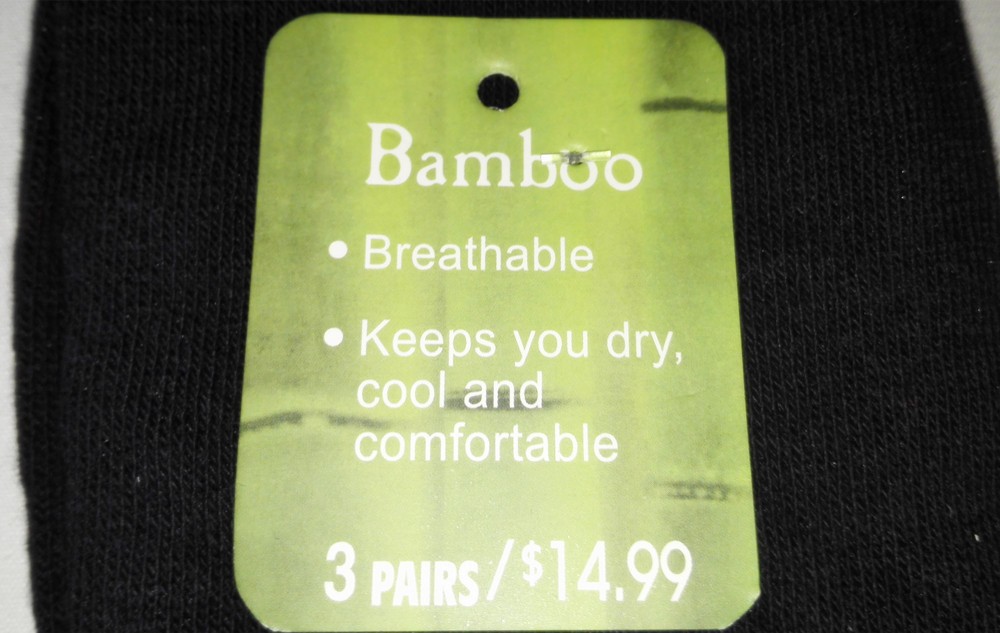 Bamboo
• Breathable
• Keeps you dry,
cool and
comfortable
3 PAIRS/$14.99